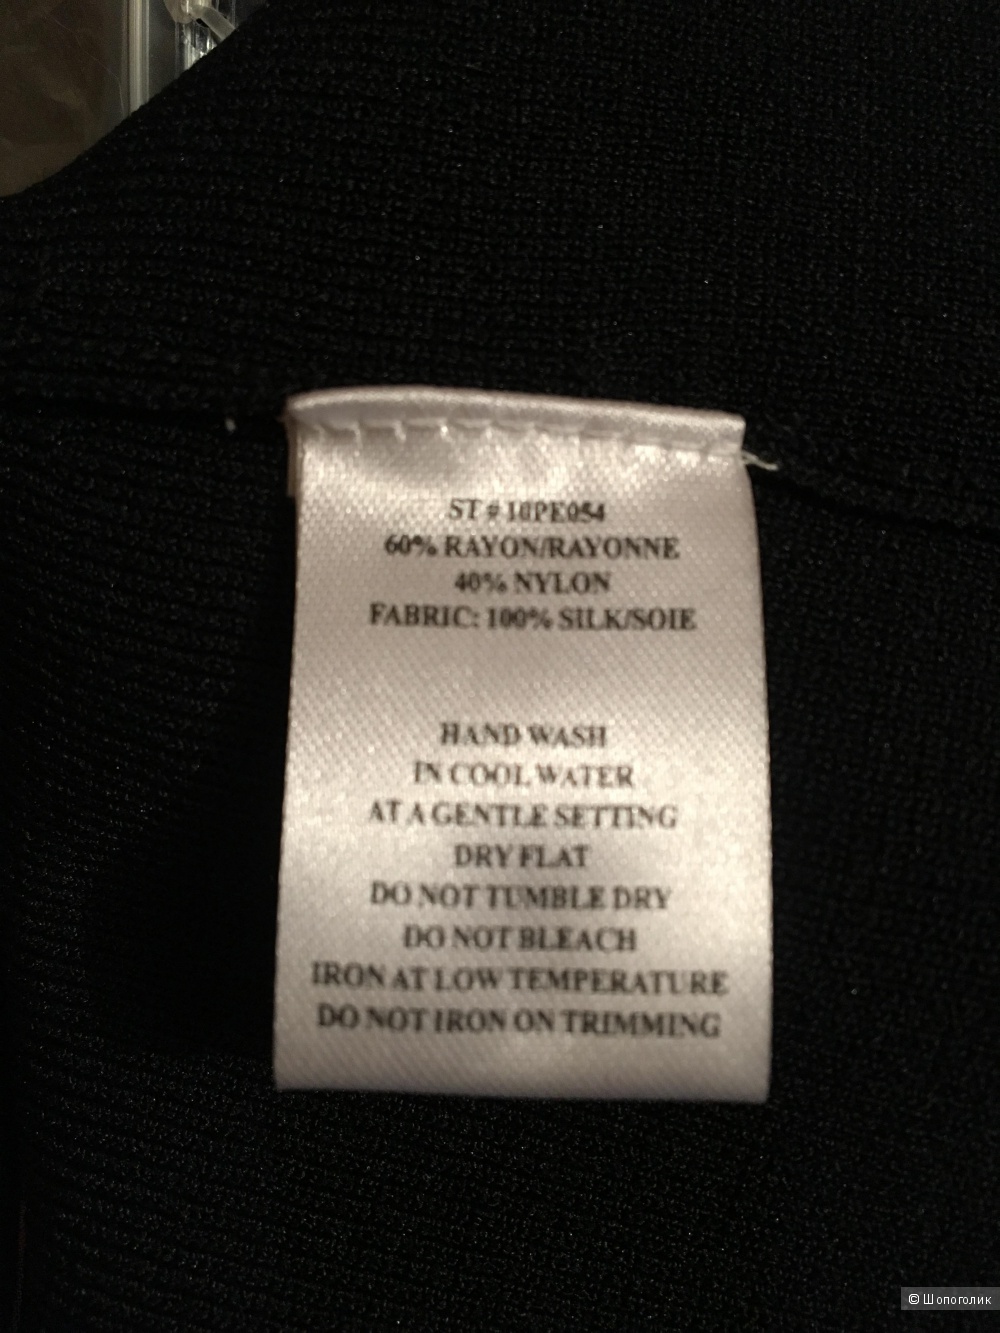 ST # 10PE054
60% RAYON/RAYONNE
40% NYLON
FABRIC: 100% SILK/SOIE
HAND WASH
IN COOL WATER
AT A GENTLE SETTING
DRY FLAT
DO NOT TUMBLE DRY
DO NOT BLEACH
IRON AT LOW TEMPERATURE
DO NOT IRON ON TRIMMING
© Шопоголик